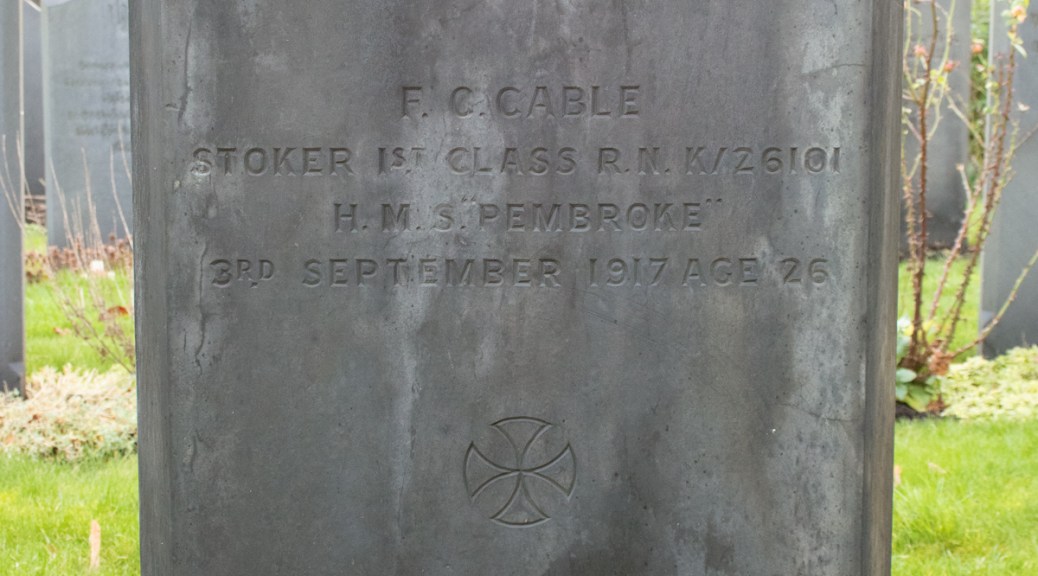 F. C. CABLE
STOKER 1ST CLASS R.N. K/26101
H.M.S. "PEMBROKE"
3RD SEPTEMBER 1917 AGE 26